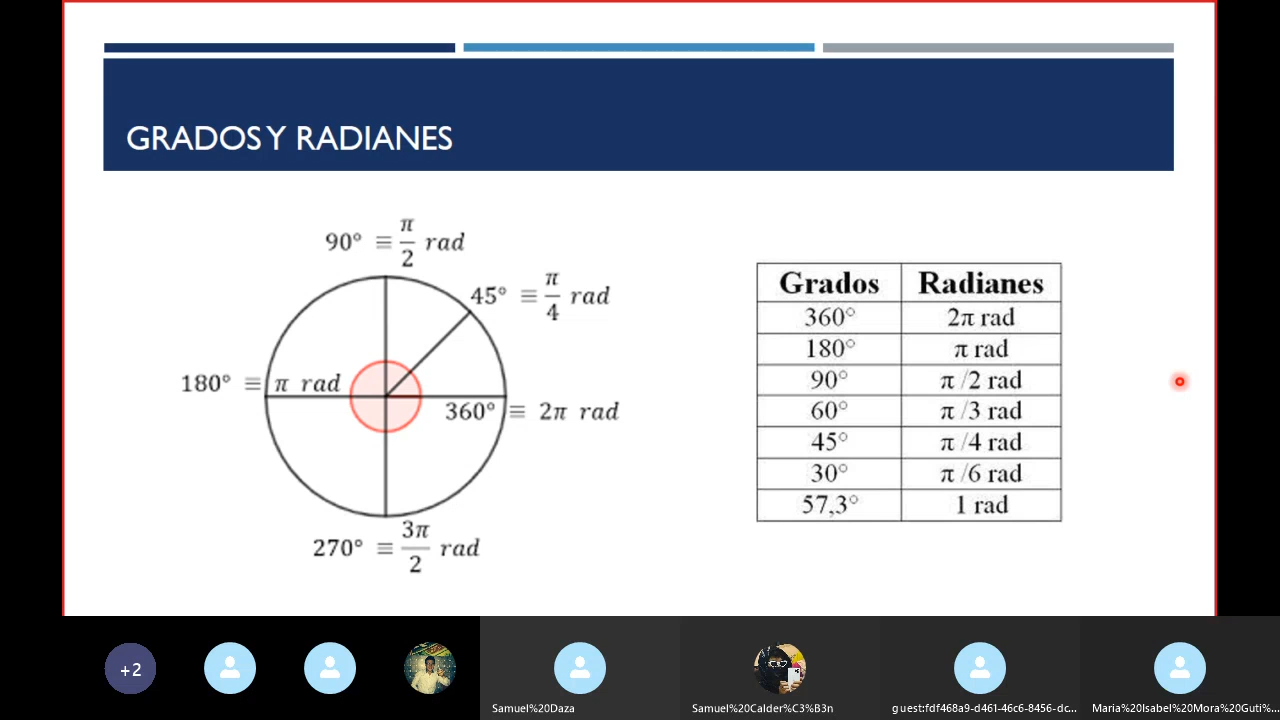 GRADOS Y RADIANES
90° ≡ π/2 rad
45° ≡ π/4 rad
180° ≡ π rad
360° ≡ 2π rad
270° ≡ 3π/2 rad
Grados Radianes
360° 2π rad
180° π rad
90° π /2 rad
60° π /3 rad
45° π /4 rad
30° π /6 rad
57,3° 1 rad
+2
Samuel%20Daza
Samuel%20Calder%C3%B3n
guest:fdf468a9-d461-46c6-8456-dc...
Maria%20Isabel%20Mora%20Guti%...